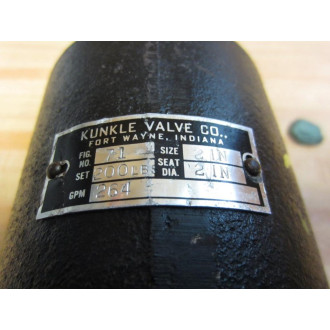 KUNKLE VALVE CO.,
FORT WAYNE, INDIANA
FIG. NO. 71 SIZE 2 IN
SET 200LBS SEAT DIA. 2 IN
GPM 264